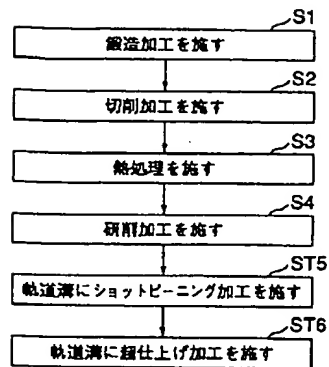 S1
鍛造加工を施す
S2
切削加工を施す
S3
熱処理を施す
S4
研削加工を施す
ST5
軌道溝にショットピーニング加工を施す
ST6
軌道溝に超仕上げ加工を施す